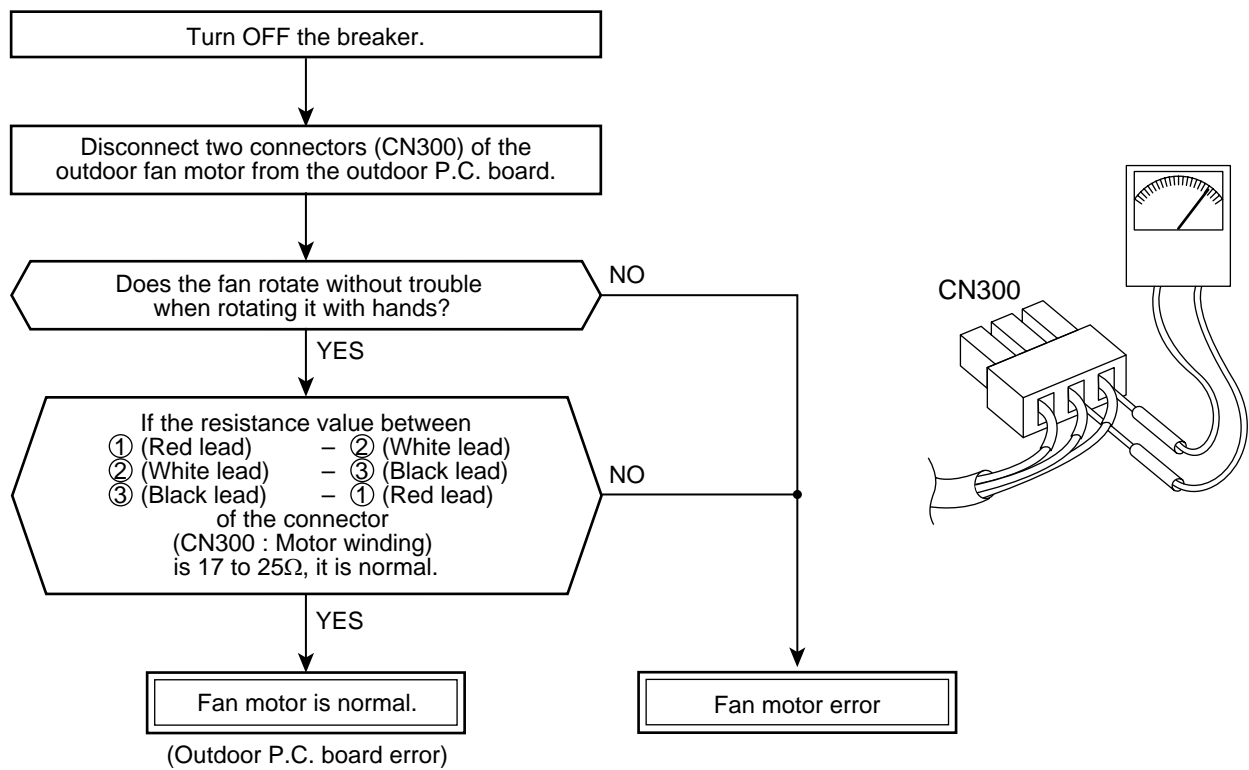 Turn OFF the breaker.
Disconnect two connectors (CN300) of the
outdoor fan motor from the outdoor P.C. board.
Does the fan rotate without trouble
when rotating it with hands?
NO
YES
If the resistance value between
① (Red lead) – ② (White lead)
② (White lead) – ③ (Black lead)
③ (Black lead) – ① (Red lead)
of the connector
(CN300 : Motor winding)
is 17 to 25Ω, it is normal.
NO
YES
Fan motor is normal.
(Outdoor P.C. board error)
Fan motor error
CN300